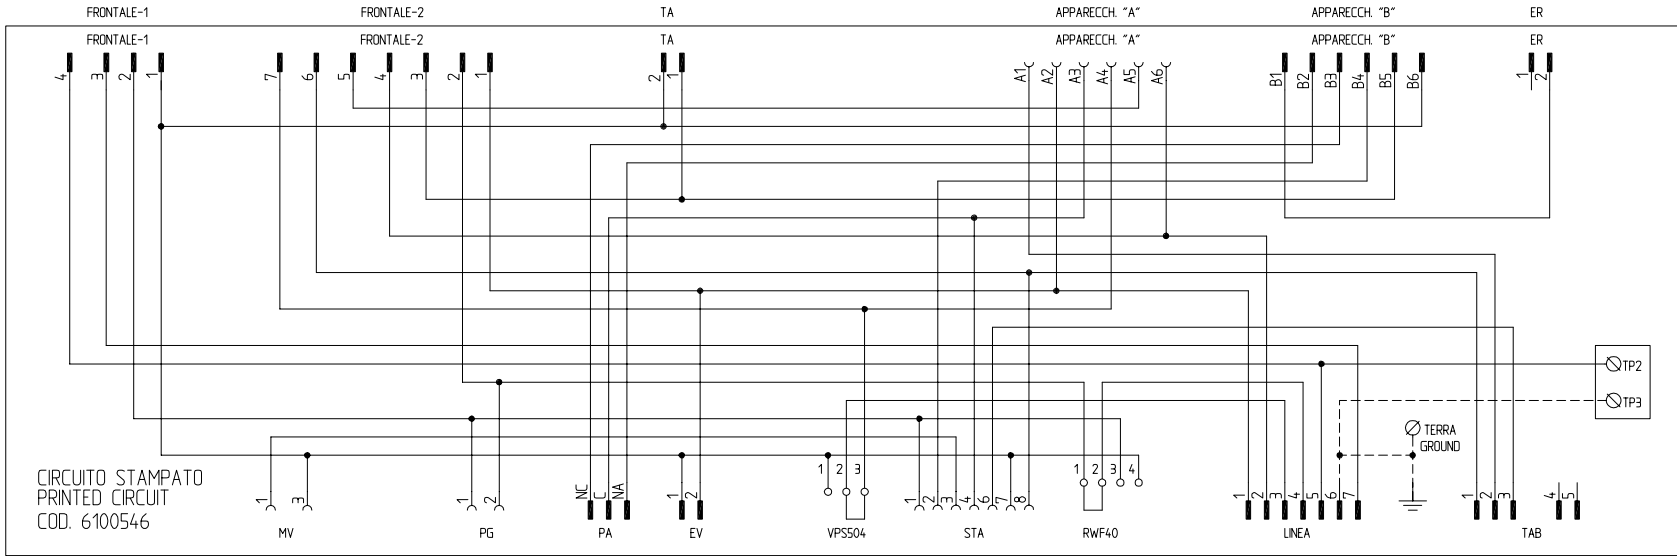 FRONTALE-1 FRONTALE-2 TA APPARECCH. "A" APPARECCH. "B" ER
FRONTALE-1 FRONTALE-2 TA APPARECCH. "A" APPARECCH. "B" ER
4 3 2 1 7 6 5 4 3 2 1 2 1 A1 A2 A3 A4 A5 A6 B1 B2 B3 B4 B5 B6 1 2
TP2
TP3
TERRA
GROUND
CIRCUITO STAMPATO
PRINTED CIRCUIT
COD. 6100546
1 2 3 1 2 3 4
1 3 1 2 NC C NA 1 2 1 2 3 4 6 7 8 1 2 3 4 5 6 7 1 2 3 4 5
MV PG PA EV VPS504 STA RWF40 LINEA TAB